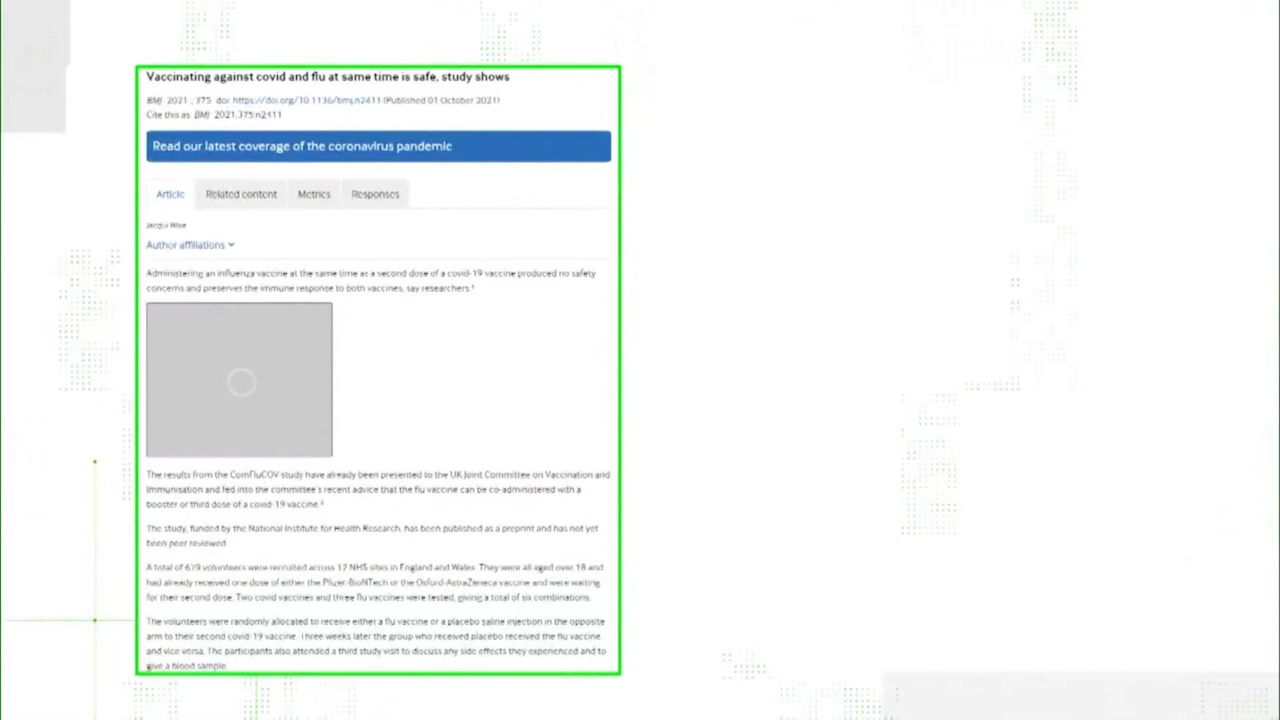 Vaccinating against covid and flu at same time is safe, study shows
BMJ 2021 ; 375 doi: https://doi.org/10.1136/bmj.n2411 (Published 01 October 2021)
Cite this as: BMJ 2021;375:n2411
Read our latest coverage of the coronavirus pandemic
Article Related content Metrics Responses
Jacqui Wise
Author affiliations
Administering an influenza vaccine at the same time as a second dose of a covid-19 vaccine produced no safety
concerns and preserves the immune response to both vaccines, say researchers.1
The results from the ComFluCOV study have already been presented to the UK Joint Committee on Vaccination and
Immunisation and fed into the committee's recent advice that the flu vaccine can be co-administered with a
booster or third dose of a covid-19 vaccine.2
The study, funded by the National Institute for Health Research, has been published as a preprint and has not yet
been peer reviewed
A total of 679 volunteers were recruited across 12 NHS sites in England and Wales. They were all aged over 18 and
had already received one dose of either the Pfizer-BioNTech or the Oxford-AstraZeneca vaccine and were waiting
for their second dose. Two covid vaccines and three flu vaccines were tested, giving a total of six combinations.
The volunteers were randomly allocated to receive either a flu vaccine or a placebo saline injection in the opposite
arm to their second covid-19 vaccine. Three weeks later the group who received placebo received the flu vaccine
and vice versa. The participants also attended a third study visit to discuss any side effects they experienced and to
give a blood sample